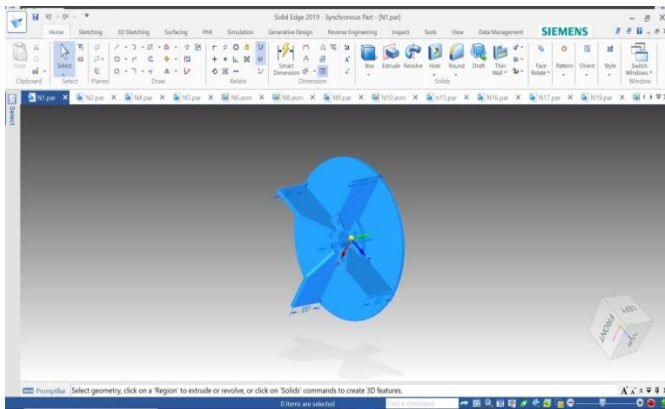 Solid Edge 2019 - Synchronous Part - [N1.par]
Home Sketching 3D Sketching Surfacing PMI Simulation Generative Design Reverse Engineering Inspect Tools View Data Management SIEMENS
Paste Select Smart Dimension Box Extrude Revolve Hole Round Draft Thin Wall Face Relate Pattern Orient Style Switch Windows
Clipboard Select Planes Draw Relate Dimension Solids Window
N1.par N2.par N4.par N5.par N6.asm N8.asm N9.par N10.asm n15.par N16.par N17.par N19.par
Select
FRONT
LEFT
PromptBar Select geometry, click on a 'Region' to extrude or revolve, or click on 'Solids' commands to create 3D features.
0 items are selected
Find a command